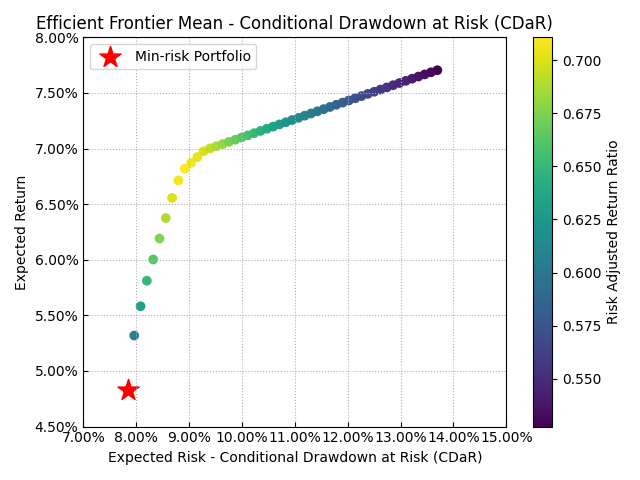 Efficient Frontier Mean - Conditional Drawdown at Risk (CDaR)
Min-risk Portfolio
8.00%
7.50%
7.00%
6.50%
6.00%
5.50%
5.00%
4.50%
Expected Return
7.00% 8.00% 9.00% 10.00% 11.00% 12.00% 13.00% 14.00% 15.00%
Expected Risk - Conditional Drawdown at Risk (CDaR)
0.700
0.675
0.650
0.625
0.600
0.575
0.550
Risk Adjusted Return Ratio